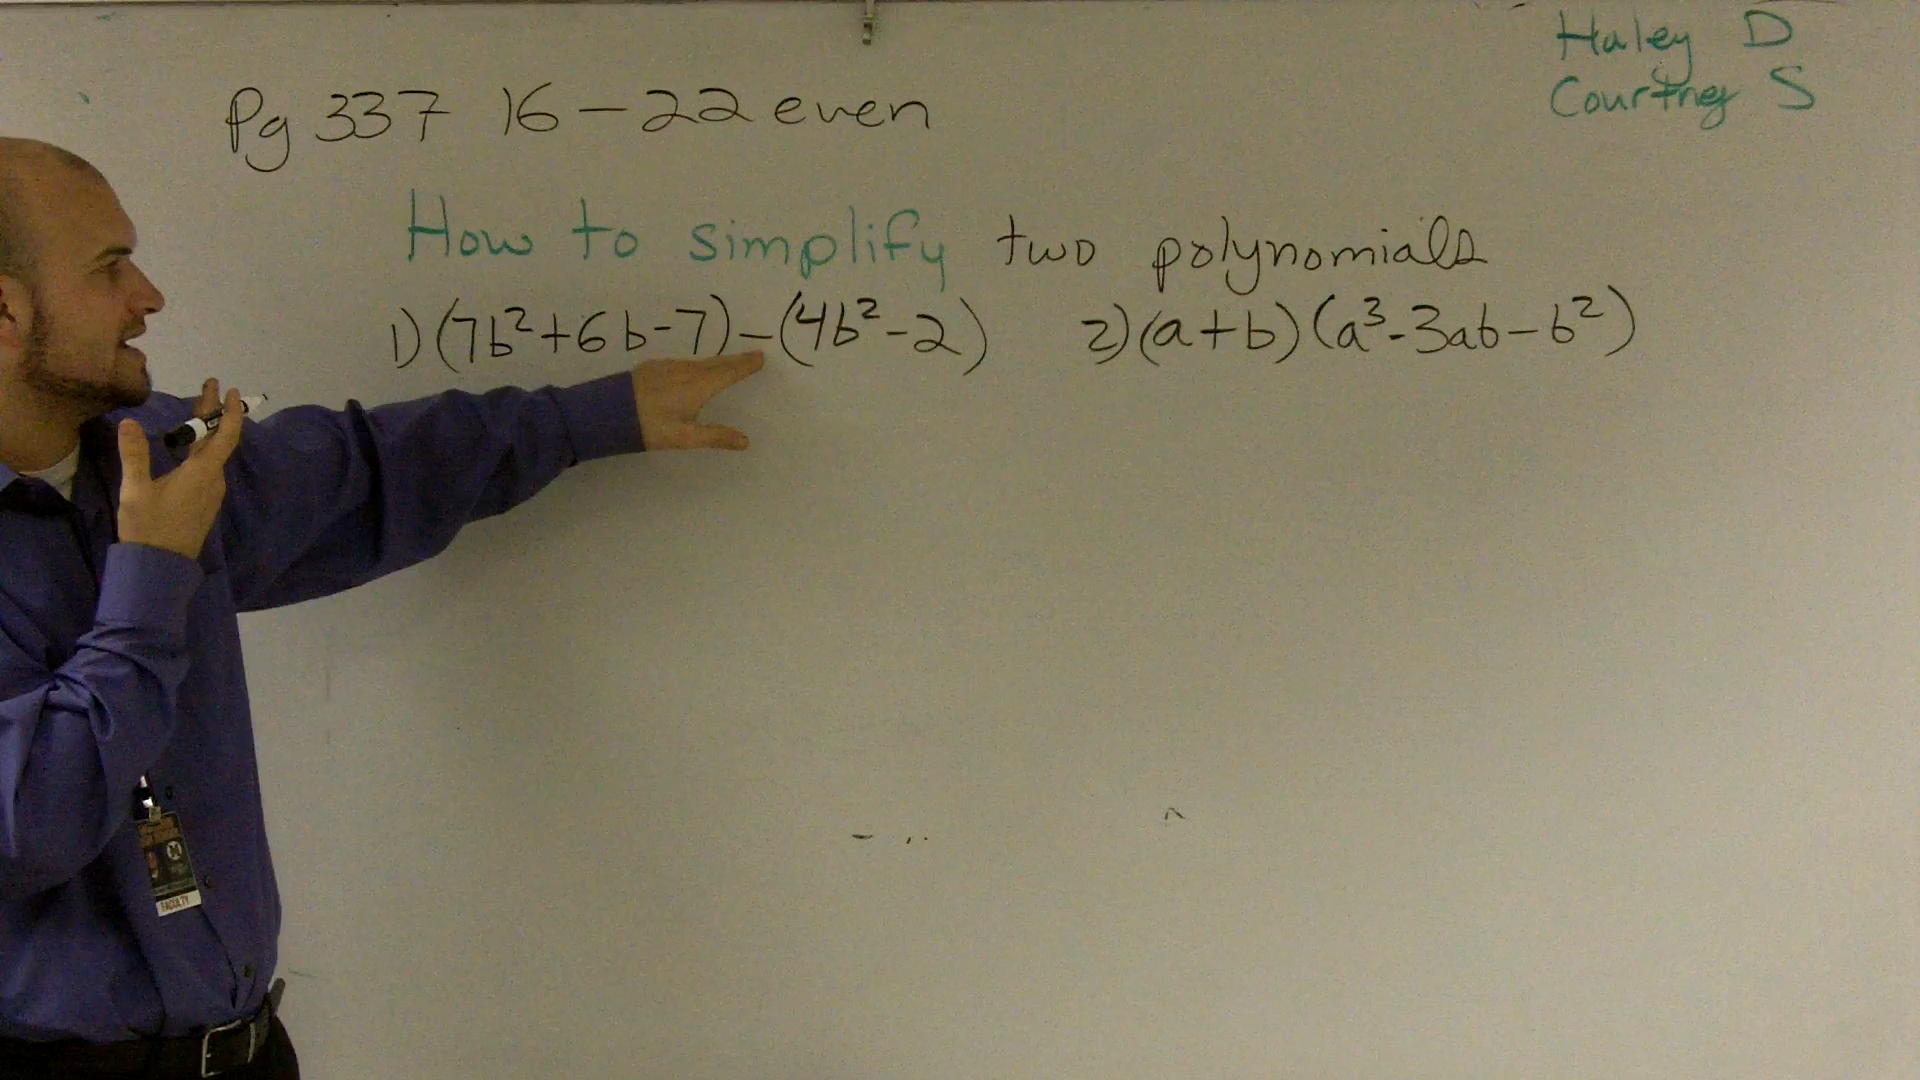 Haley D
Courtney S
Pg 337 16 - 22 even
How to simplify two polynomials
1) (7b²+6b-7)-(4b²-2) 2) (a+b)(a³-3ab-b²)
FACULTY